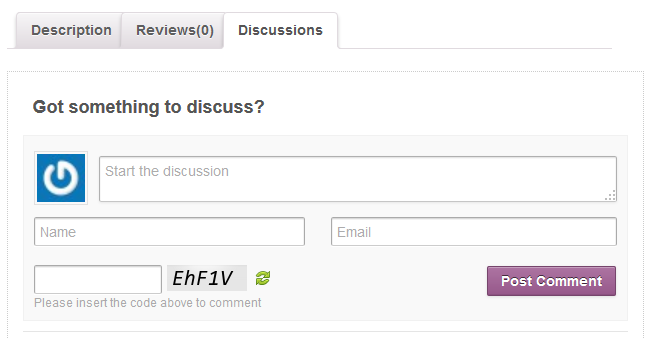 Description Reviews(0) Discussions
Got something to discuss?
Start the discussion
Name Email
EhF1V Post Comment
Please insert the code above to comment